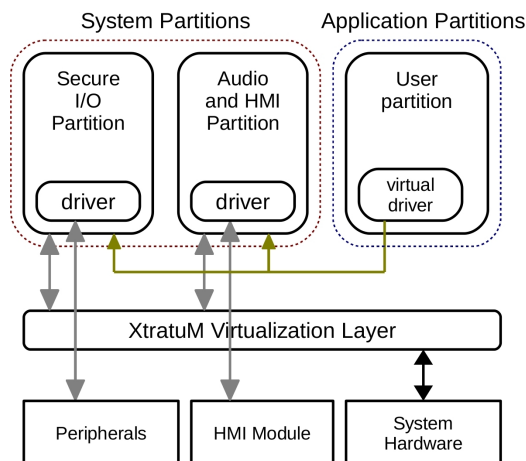 System Partitions
Application Partitions
Secure
I/O
Partition
driver
Audio
and HMI
Partition
driver
User
partition
virtual
driver
XtratuM Virtualization Layer
Peripherals
HMI Module
System
Hardware